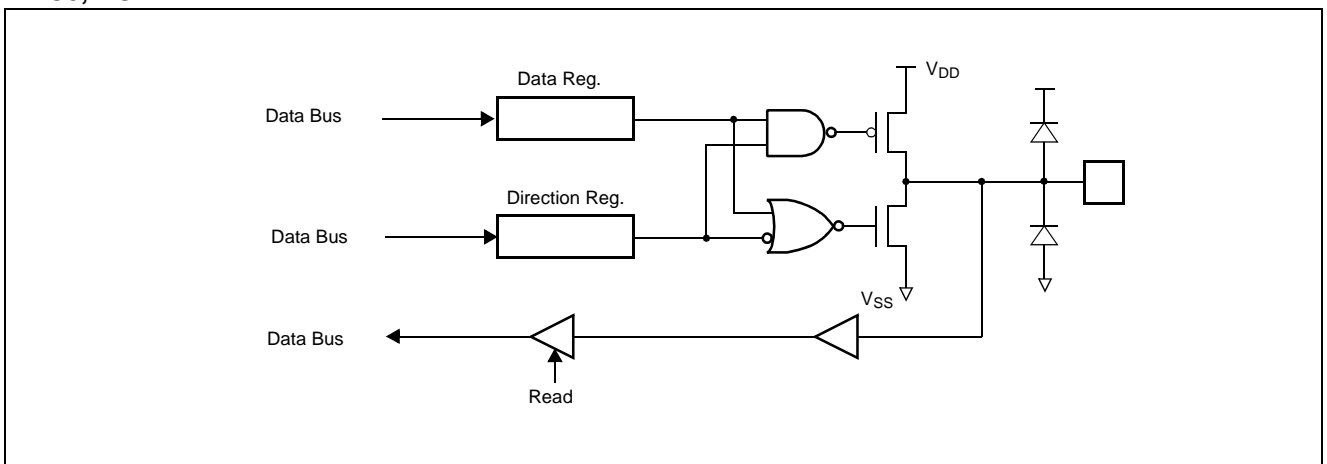 Data Reg.
Data Bus
VDD
Direction Reg.
Data Bus
VSS
Data Bus
Read